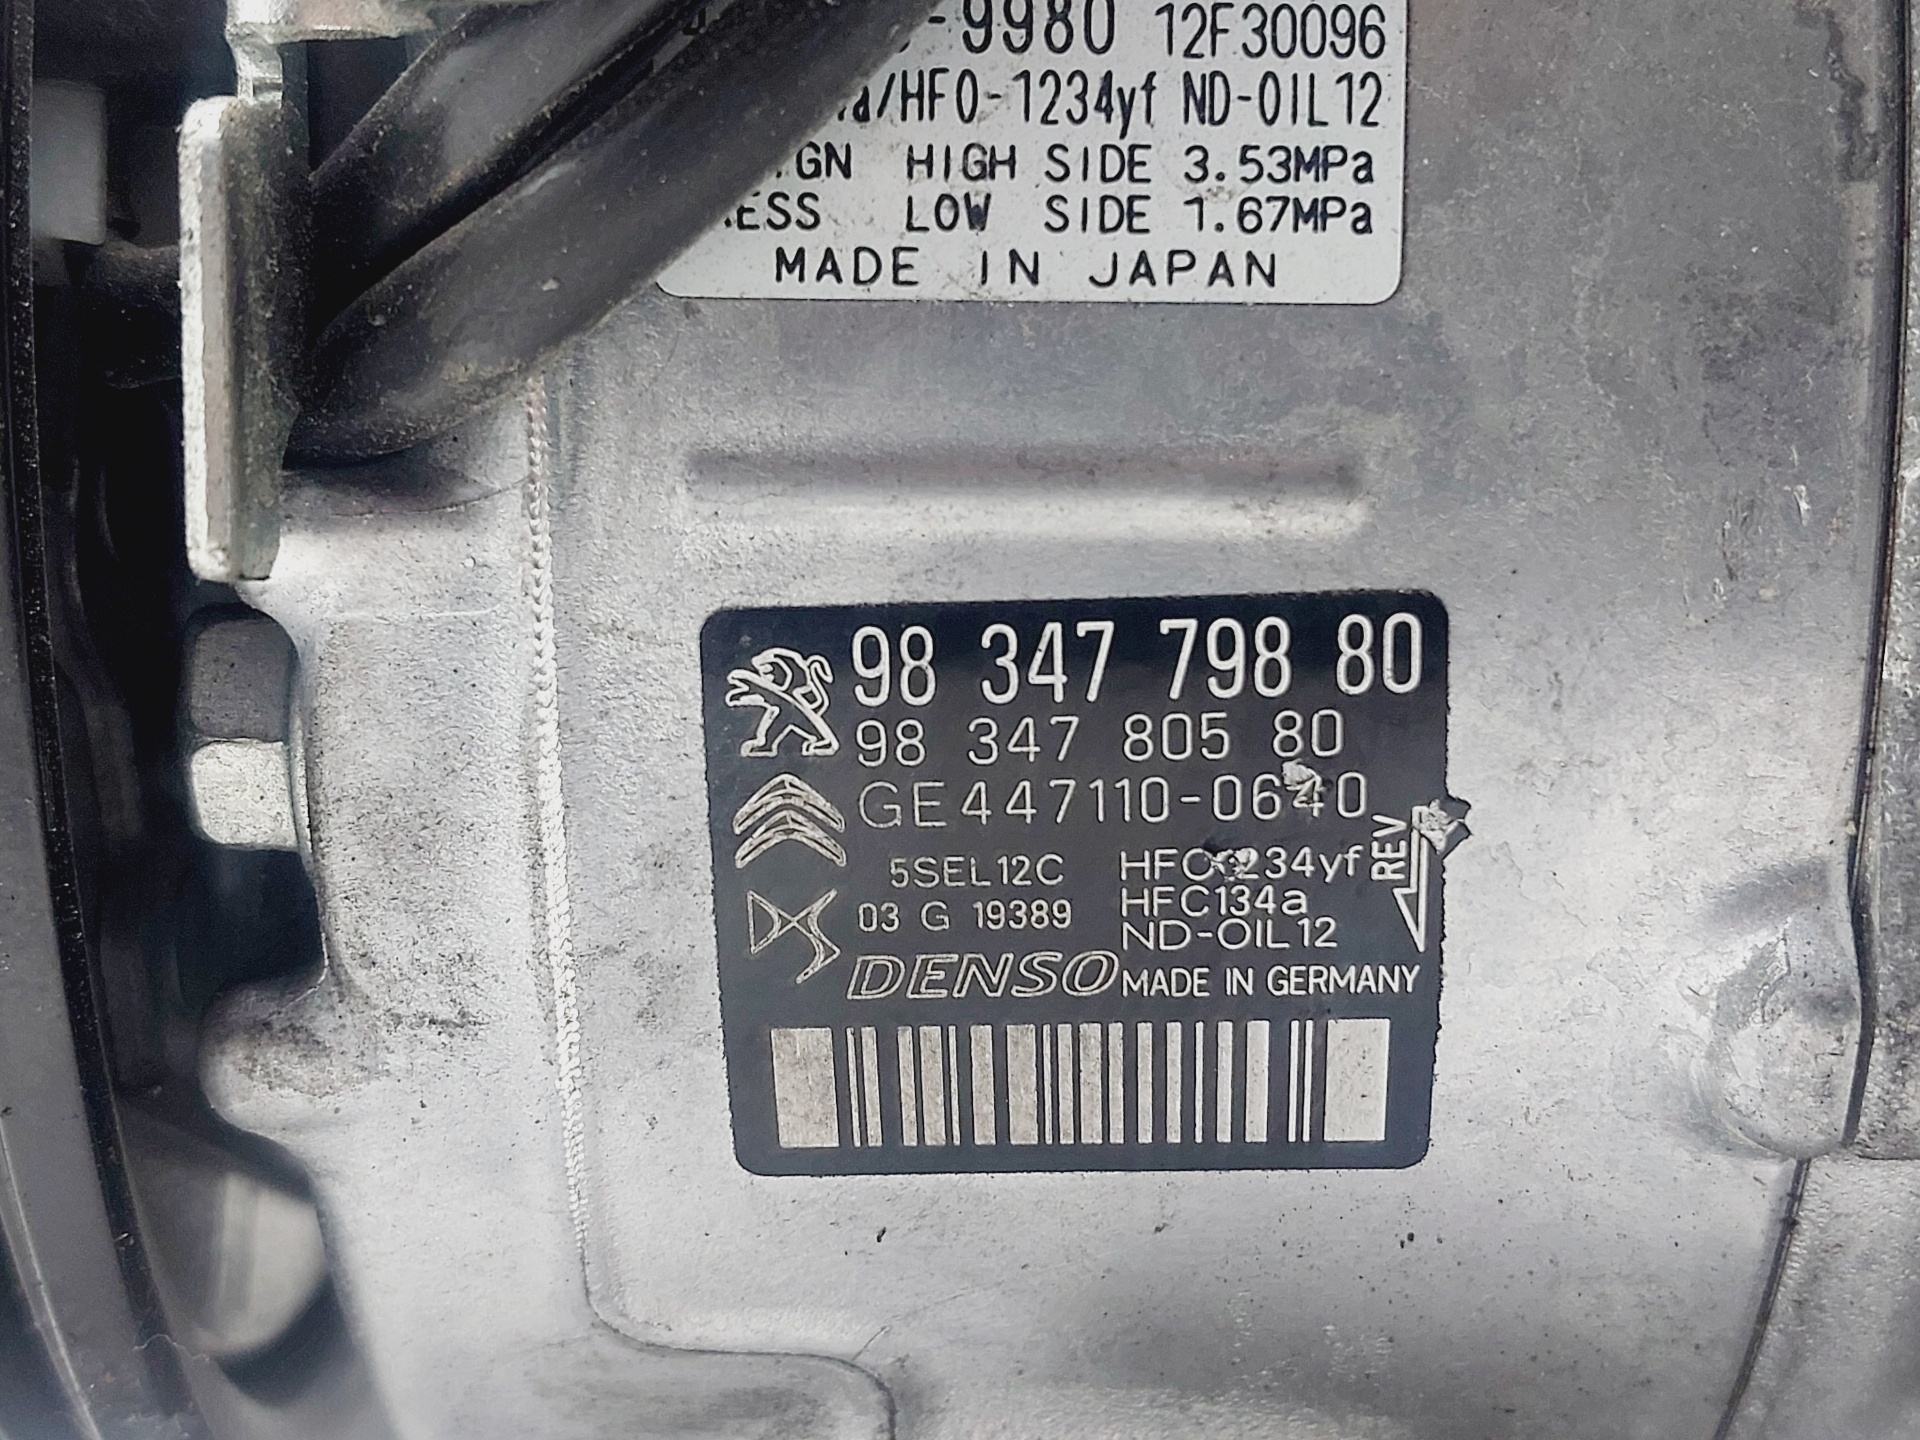 -9980 12F30096
/HFO-1234yf ND-OIL12
HIGH SIDE 3.53MPa
LOW SIDE 1.67MPa
MADE IN JAPAN
98 347 798 80
98 347 805 80
GE447110-0640
5SEL12C
03 G 19389
HFC134a
ND-OIL12
REV
DENSO MADE IN GERMANY